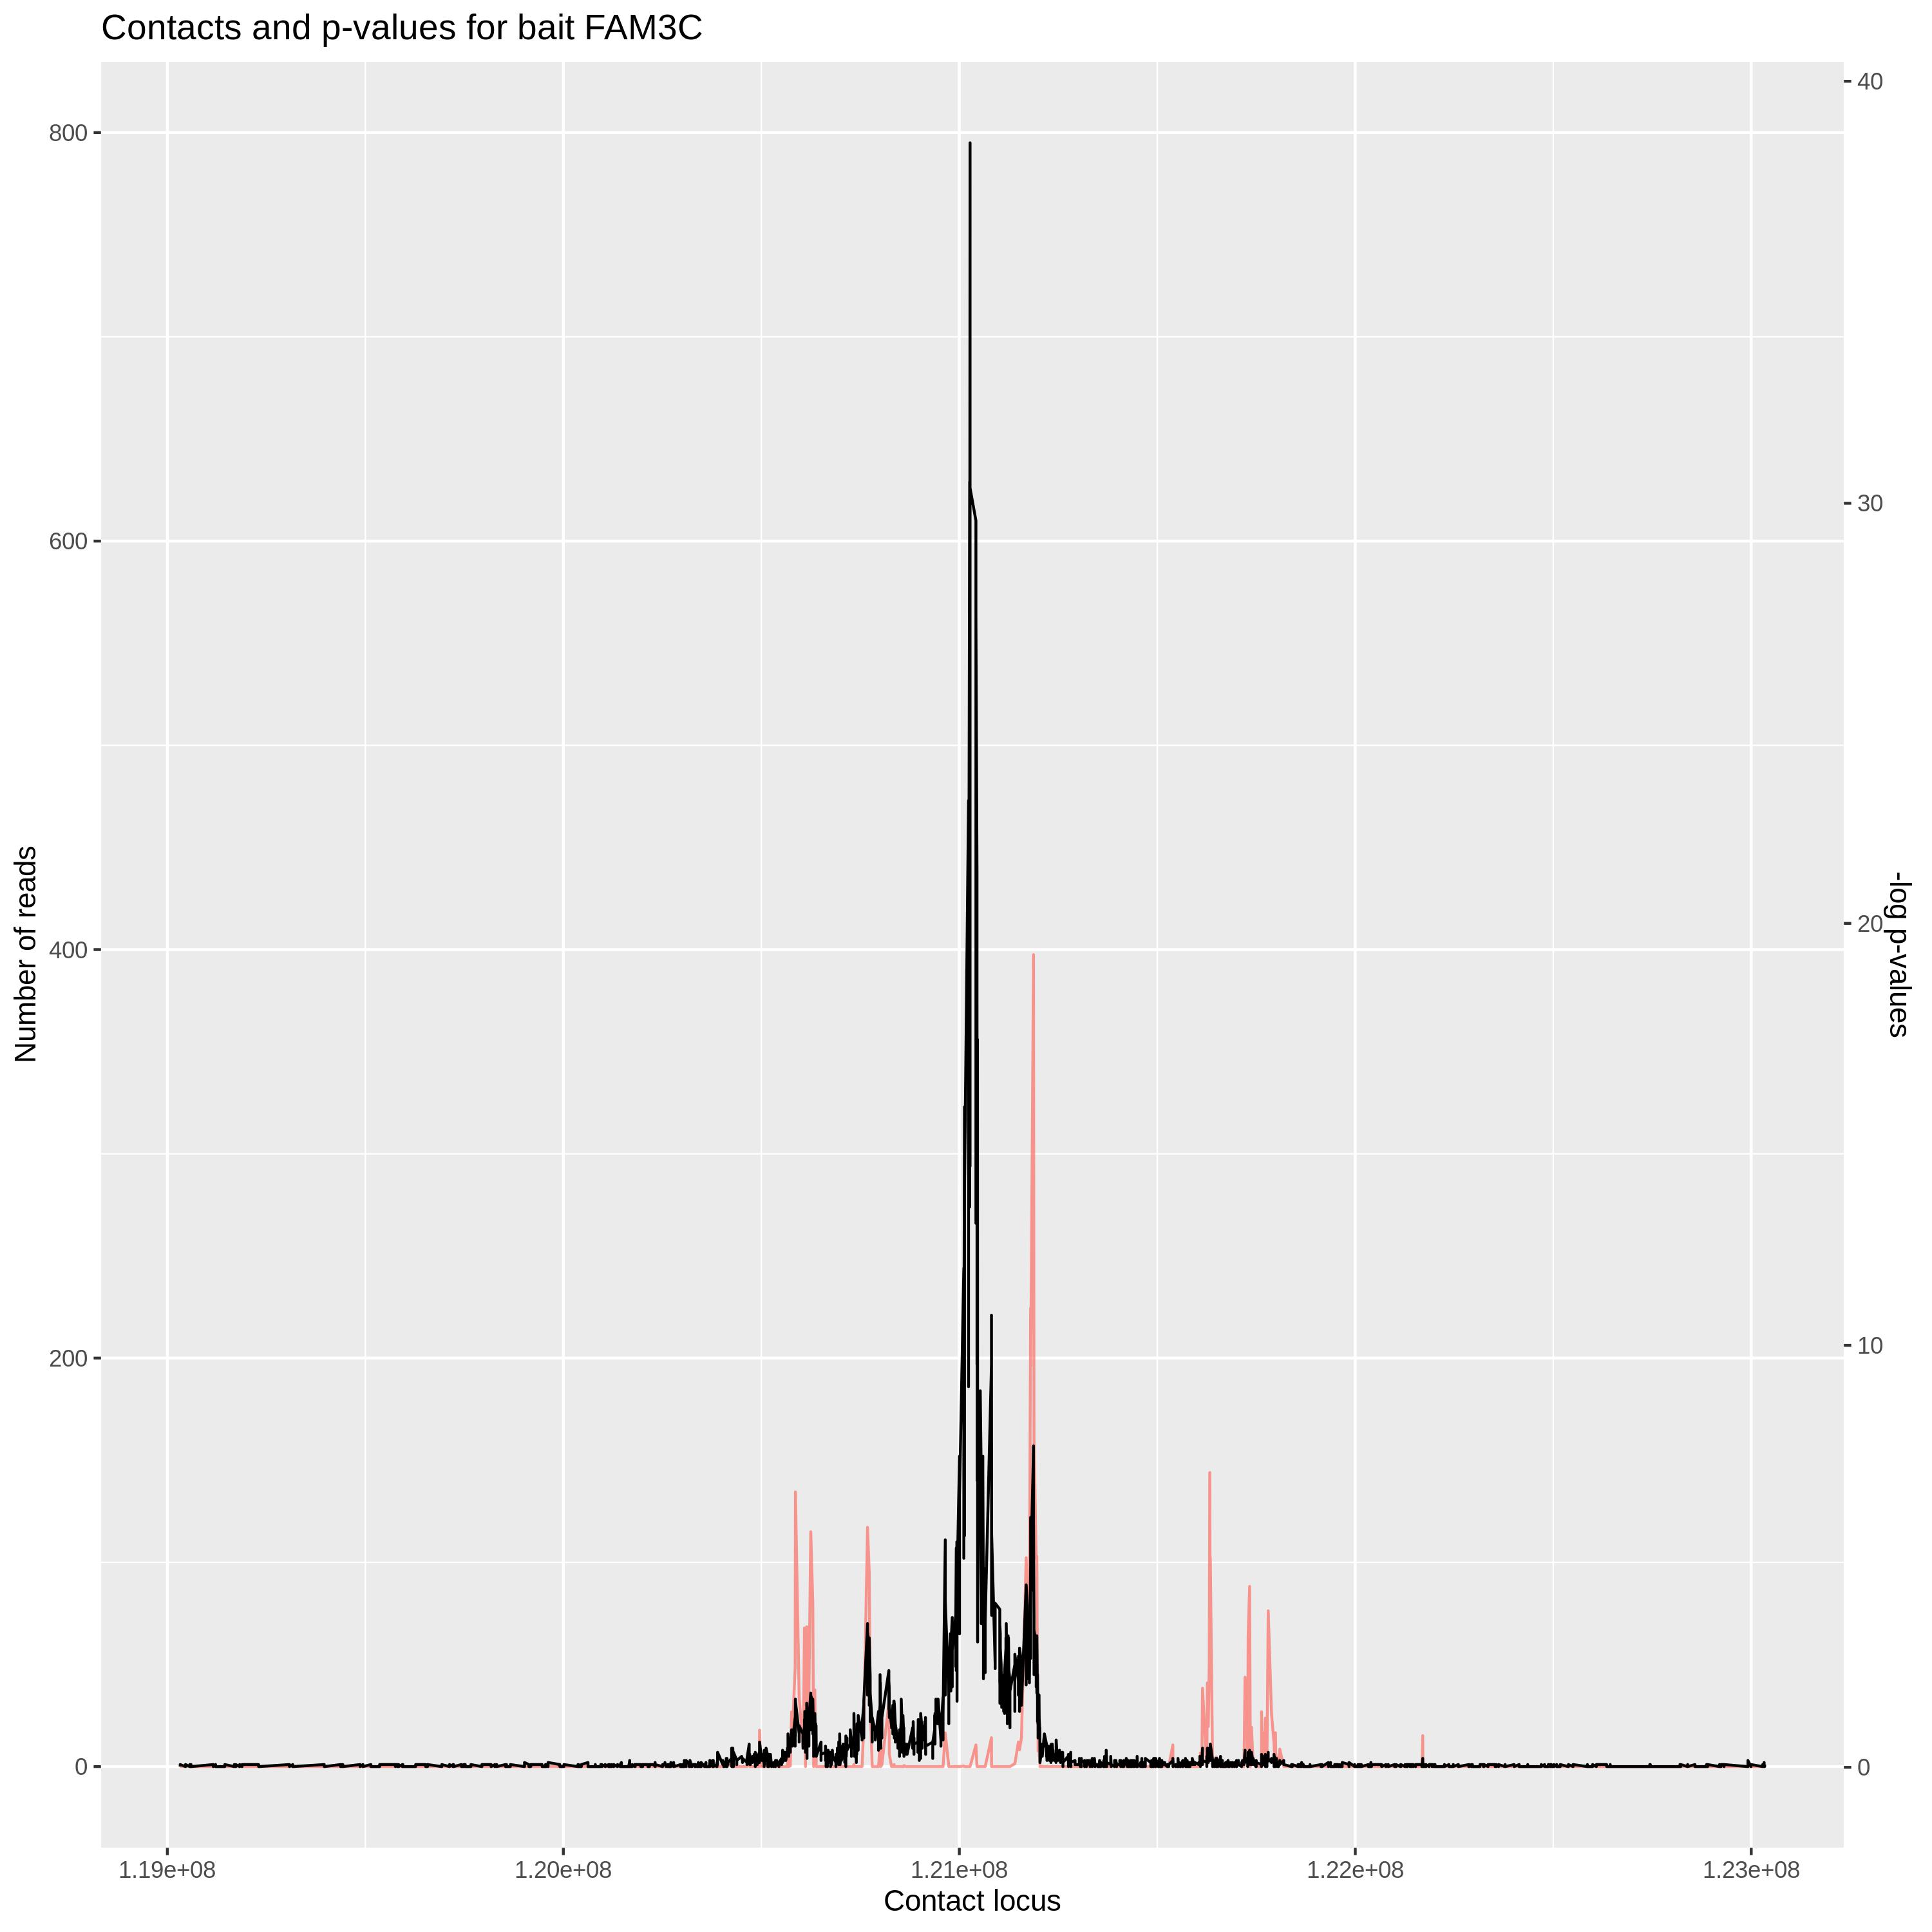 Contacts and p-values for bait FAM3C
800
600
400
200
0
Number of reads
40
30
20
10
0
-log p-values
1.19e+08
1.20e+08
1.21e+08
1.22e+08
1.23e+08
Contact locus